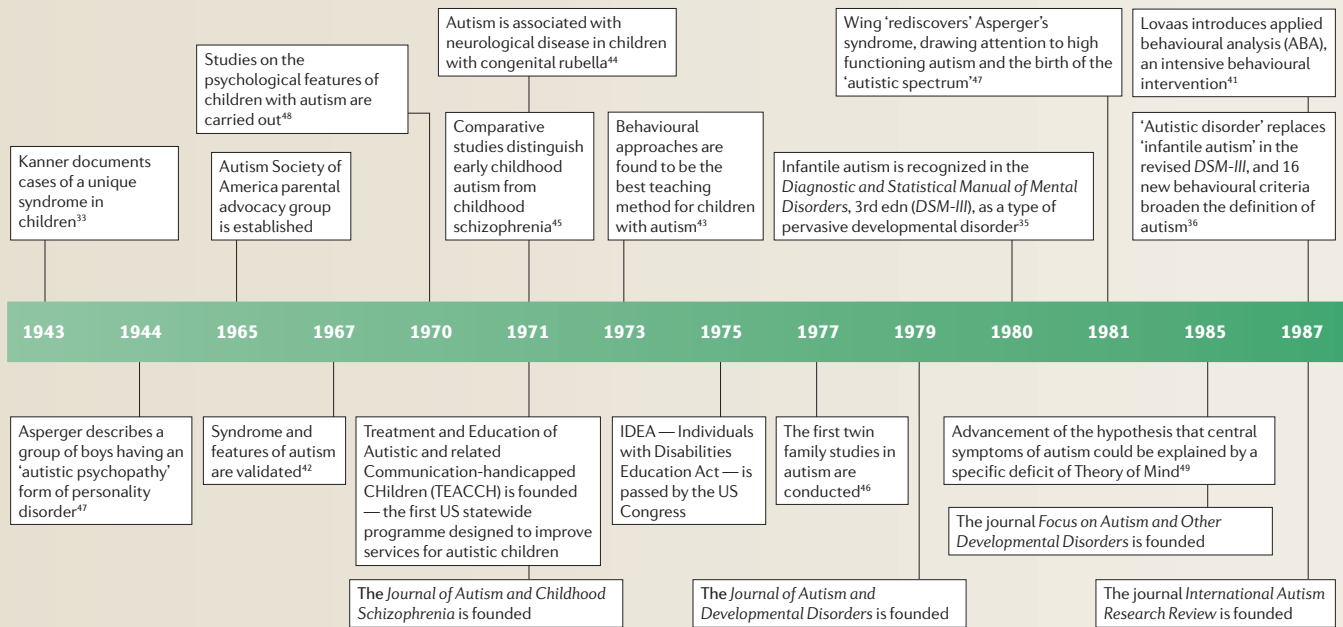 Kanner documents
cases of a unique
syndrome in
children³³
Studies on the
psychological features of
children with autism are
carried out⁴⁸
Autism Society of
America parental
advocacy group
is established
Autism is associated with
neurological disease in children
with congenital rubella⁴⁴
Comparative
studies distinguish
early childhood
autism from
childhood
schizophrenia⁴⁵
Behavioural
approaches are
found to be the
best teaching
method for children
with autism⁴³
Wing ‘rediscovers’ Asperger’s
syndrome, drawing attention to high
functioning autism and the birth of the
‘autistic spectrum’⁴⁷
Infantile autism is recognized in the
Diagnostic and Statistical Manual of Mental
Disorders, 3rd edn (DSM-III), as a type of
pervasive developmental disorder³⁵
Lovaas introduces applied
behavioural analysis (ABA),
an intensive behavioural
intervention⁴¹
‘Autistic disorder’ replaces
‘infantile autism’ in the
revised DSM-III, and 16
new behavioural criteria
broaden the definition of
autism³⁶
1943 1944 1965 1967 1970 1971 1973 1975 1977 1979 1980 1981 1985 1987
Asperger describes a
group of boys having an
‘autistic psychopathy’
form of personality
disorder⁴⁷
Syndrome and
features of autism
are validated⁴²
Treatment and Education of
Autistic and related
Communication-handicapped
CHildren (TEACCH) is founded
— the first US statewide
programme designed to improve
services for autistic children
The Journal of Autism and Childhood
Schizophrenia is founded
IDEA — Individuals
with Disabilities
Education Act — is
passed by the US
Congress
The first twin
family studies in
autism are
conducted⁴⁶
The Journal of Autism and
Developmental Disorders is founded
Advancement of the hypothesis that central
symptoms of autism could be explained by a
specific deficit of Theory of Mind⁴⁹
The journal Focus on Autism and Other
Developmental Disorders is founded
The journal International Autism
Research Review is founded